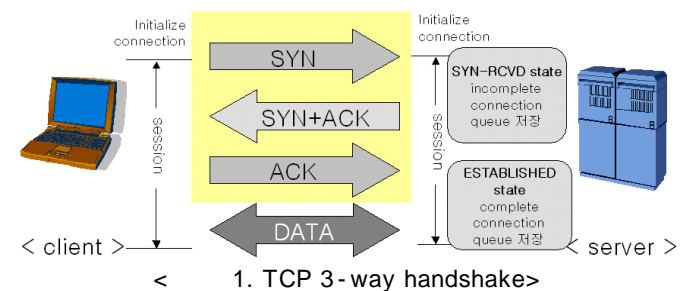 Initialize
connection
Initialize
connection
SYN
SYN+ACK
ACK
DATA
session
session
SYN-RCVD state
incomplete
connection
queue 저장
ESTABLISHED
state
complete
connection
queue 저장
< client >
< server >
< 1. TCP 3-way handshake>